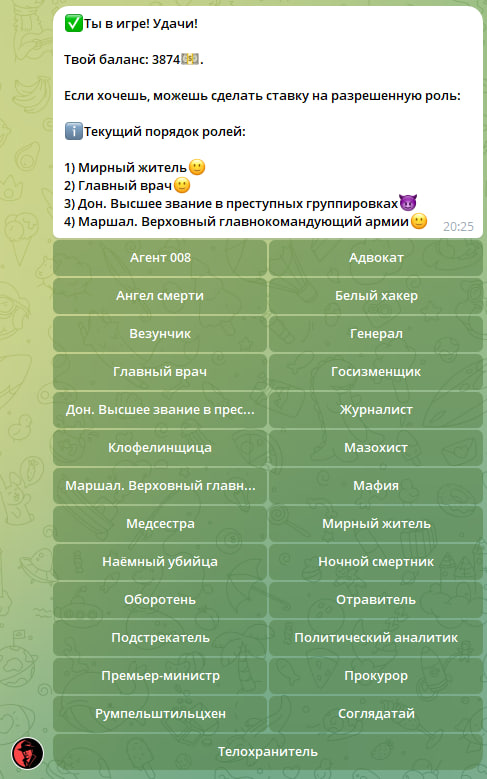 ✅Ты в игре! Удачи!
Твой баланс: 3874💵.
Если хочешь, можешь сделать ставку на разрешенную роль:
ℹ️Текущий порядок ролей:
1) Мирный житель🙂
2) Главный врач🙂
3) Дон. Высшее звание в преступных группировках😈
4) Маршал. Верховный главнокомандующий армии🙂
20:25
Агент 008
Адвокат
Ангел смерти
Белый хакер
Везунчик
Генерал
Главный врач
Госизменщик
Дон. Высшее звание в прес...
Журналист
Клофелинщица
Мазохист
Маршал. Верховный главн...
Мафия
Медсестра
Мирный житель
Наёмный убийца
Ночной смертник
Оборотень
Отравитель
Подстрекатель
Политический аналитик
Премьер-министр
Прокурор
Румпельштильцхен
Соглядатай
Телохранитель